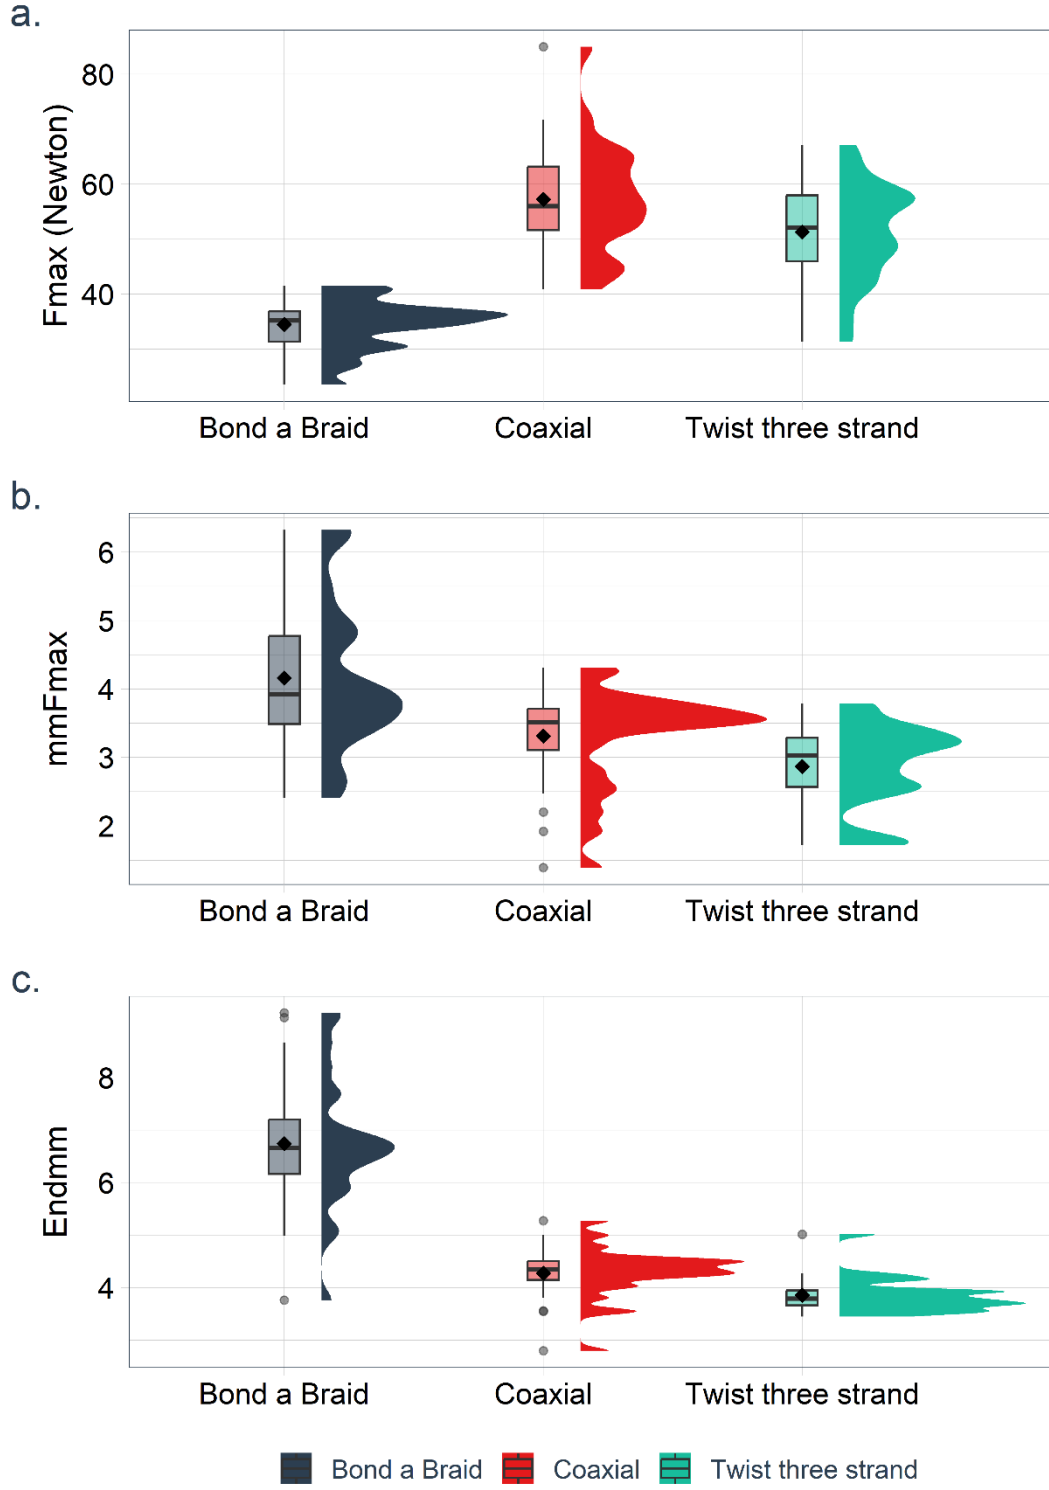 a.
80
60
40
Fmax (Newton)
Bond a Braid Coaxial Twist three strand
b.
6
5
4
3
2
mmFmax
Bond a Braid Coaxial Twist three strand
c.
8
6
4
Endmm
Bond a Braid Coaxial Twist three strand
Bond a Braid Coaxial Twist three strand